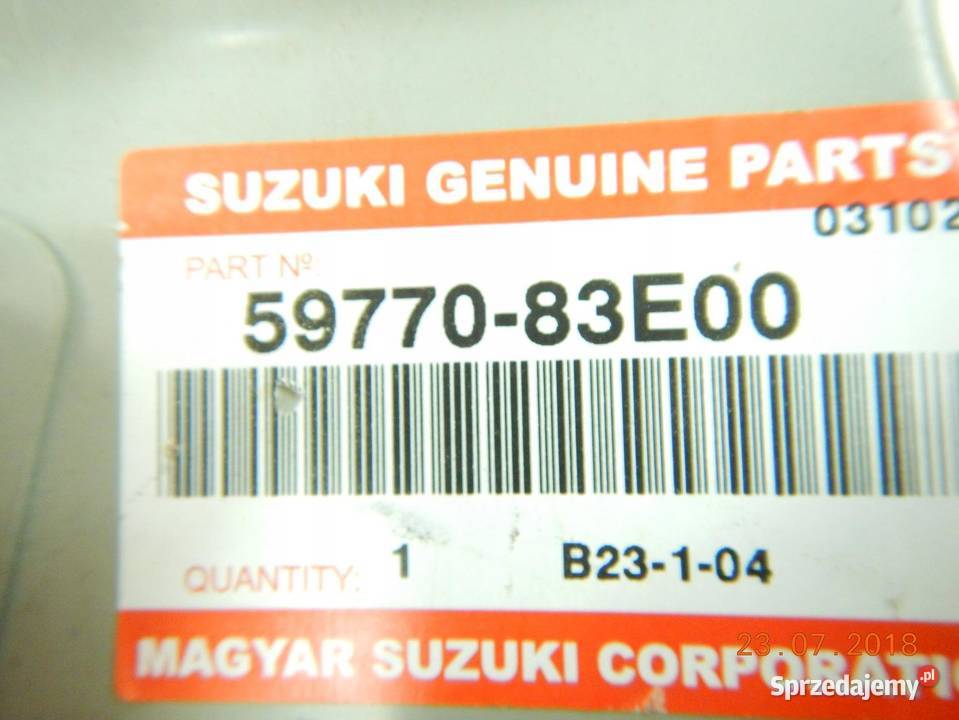 SUZUKI GENUINE PARTS
03102
PART Nº:
59770-83E00
QUANTITY: 1 B23-1-04
MAGYAR SUZUKI CORPORATIO
23.07.2018
Sprzedajemy.pl